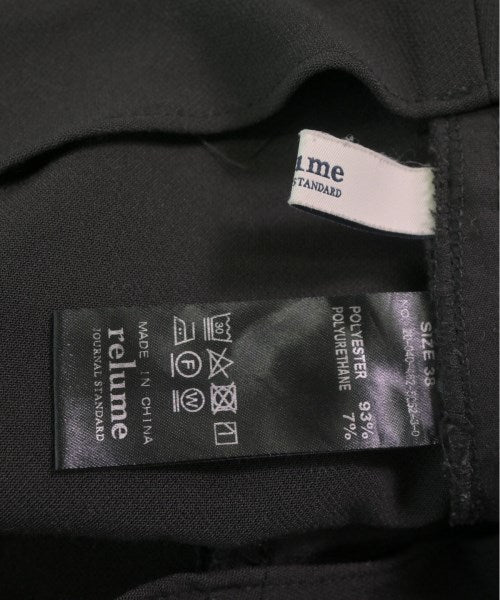 lume
STANDARD
SIZE 38
POLYESTER 93%
POLYURETHANE 7%
30
F
W
MADE IN CHINA
relume
JOURNAL STANDARD